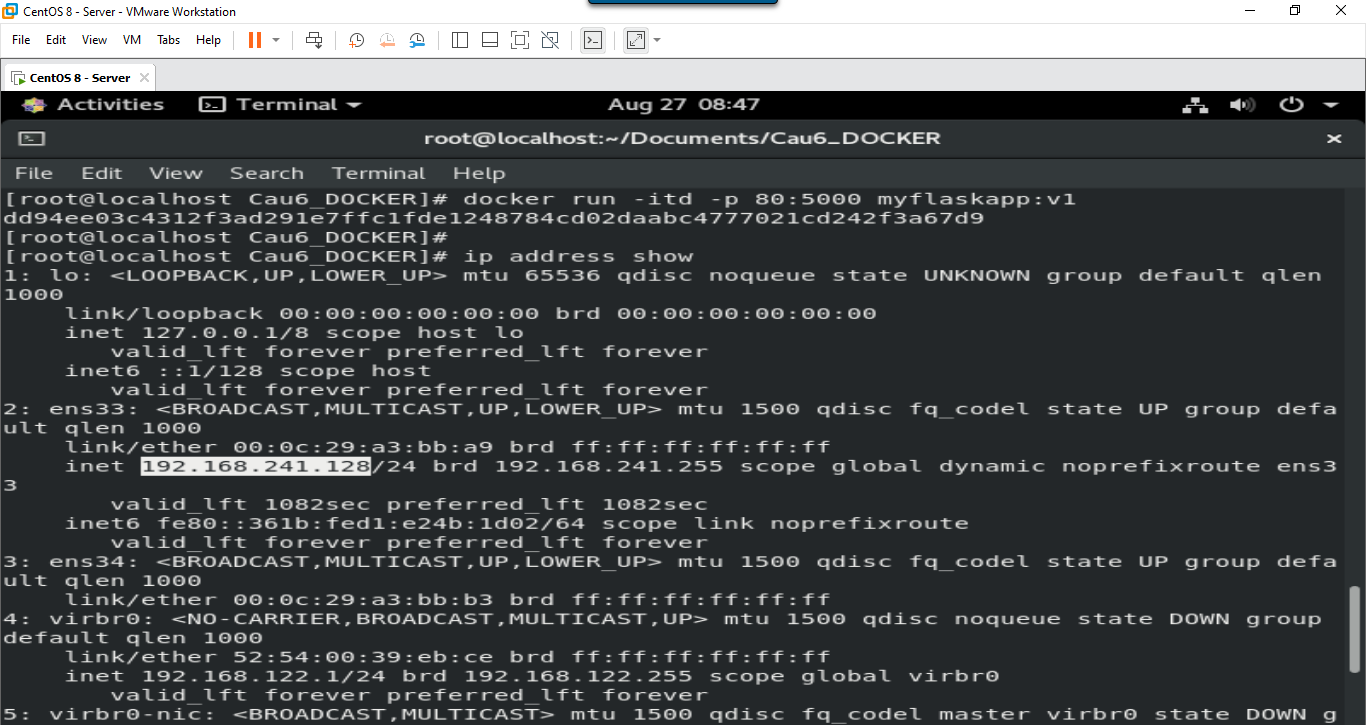 CentOS 8 - Server - VMware Workstation
File Edit View VM Tabs Help
CentOS 8 - Server
Activities Terminal Aug 27 08:47
root@localhost:~/Documents/Cau6_DOCKER
File Edit View Search Terminal Help
[root@localhost Cau6_DOCKER]# docker run -itd -p 80:5000 myflaskapp:v1
dd94ee03c4312f3ad291e7ffc1fde1248784cd02daabc4777021cd242f3a67d9
[root@localhost Cau6_DOCKER]#
[root@localhost Cau6_DOCKER]# ip address show
1: lo: <LOOPBACK,UP,LOWER_UP> mtu 65536 qdisc noqueue state UNKNOWN group default qlen
1000
    link/loopback 00:00:00:00:00:00 brd 00:00:00:00:00:00
    inet 127.0.0.1/8 scope host lo
       valid_lft forever preferred_lft forever
    inet6 ::1/128 scope host
       valid_lft forever preferred_lft forever
2: ens33: <BROADCAST,MULTICAST,UP,LOWER_UP> mtu 1500 qdisc fq_codel state UP group defa
ult qlen 1000
    link/ether 00:0c:29:a3:bb:a9 brd ff:ff:ff:ff:ff:ff
    inet 192.168.241.128/24 brd 192.168.241.255 scope global dynamic noprefixroute ens3
3
       valid_lft 1082sec preferred_lft 1082sec
    inet6 fe80::361b:fed1:e24b:1d02/64 scope link noprefixroute
       valid_lft forever preferred_lft forever
3: ens34: <BROADCAST,MULTICAST,UP,LOWER_UP> mtu 1500 qdisc fq_codel state UP group defa
ult qlen 1000
    link/ether 00:0c:29:a3:bb:b3 brd ff:ff:ff:ff:ff:ff
4: virbr0: <NO-CARRIER,BROADCAST,MULTICAST,UP> mtu 1500 qdisc noqueue state DOWN group
default qlen 1000
    link/ether 52:54:00:39:eb:ce brd ff:ff:ff:ff:ff:ff
    inet 192.168.122.1/24 brd 192.168.122.255 scope global virbr0
       valid_lft forever preferred_lft forever
5: virbr0-nic: <BROADCAST,MULTICAST> mtu 1500 qdisc fq_codel master virbr0 state DOWN g